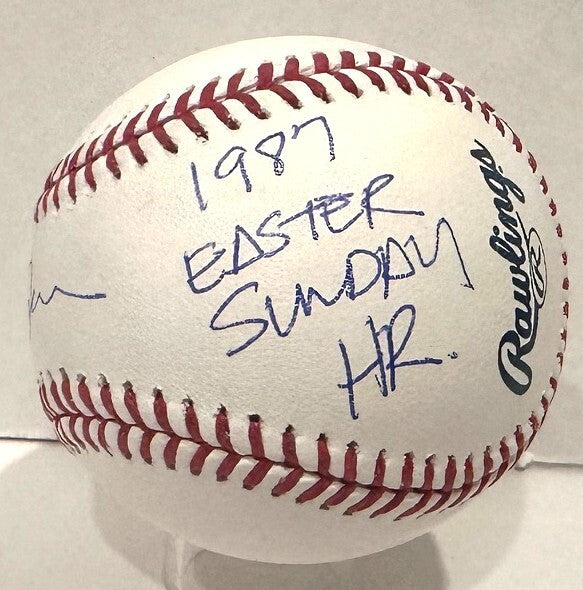 1987
EASTER
SUNDAY
HR.
Rawlings
R